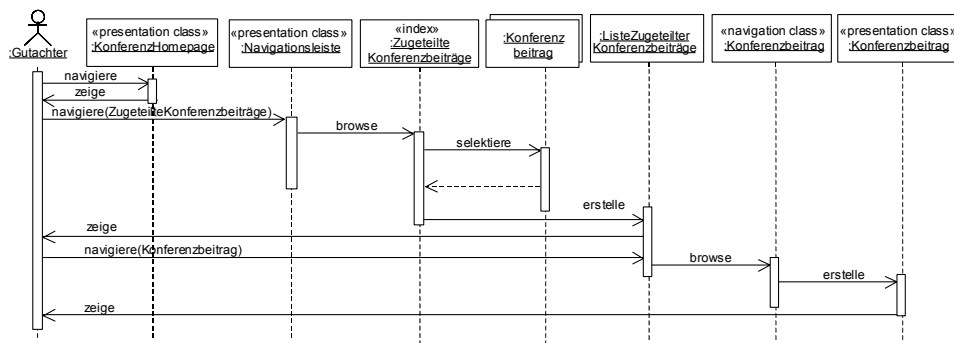 :Gutachter
«presentation class»
:KonferenzHomepage
«presentation class»
:Navigationsleiste
«index»
:Zugeteilte
Konferenzbeiträge
:Konferenz
beitrag
:ListeZugeteilter
Konferenzbeiträge
«navigation class»
:Konferenzbeitrag
«presentation class»
:Konferenzbeitrag
navigiere
zeige
navigiere(ZugeteilteKonferenzbeiträge)
browse
selektiere
erstelle
zeige
navigiere(Konferenzbeitrag)
browse
erstelle
zeige